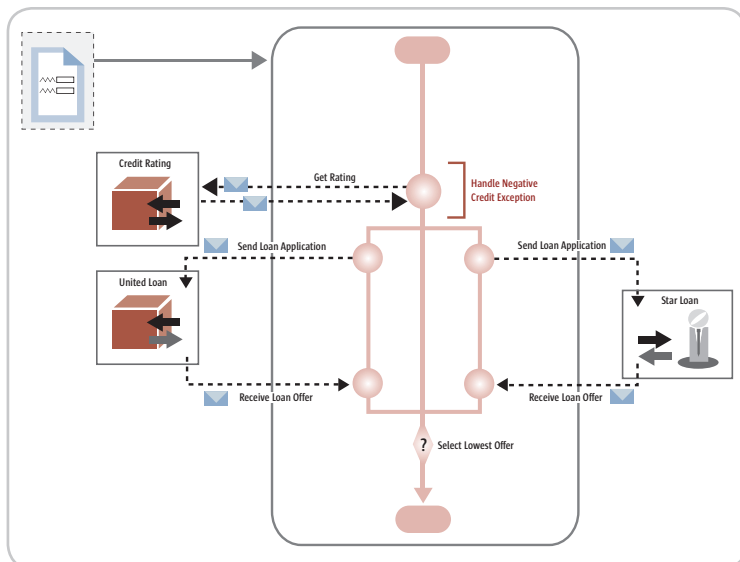 Credit Rating
Get Rating
Handle Negative
Credit Exception
Send Loan Application
Send Loan Application
United Loan
Star Loan
Receive Loan Offer
Receive Loan Offer
?
Select Lowest Offer